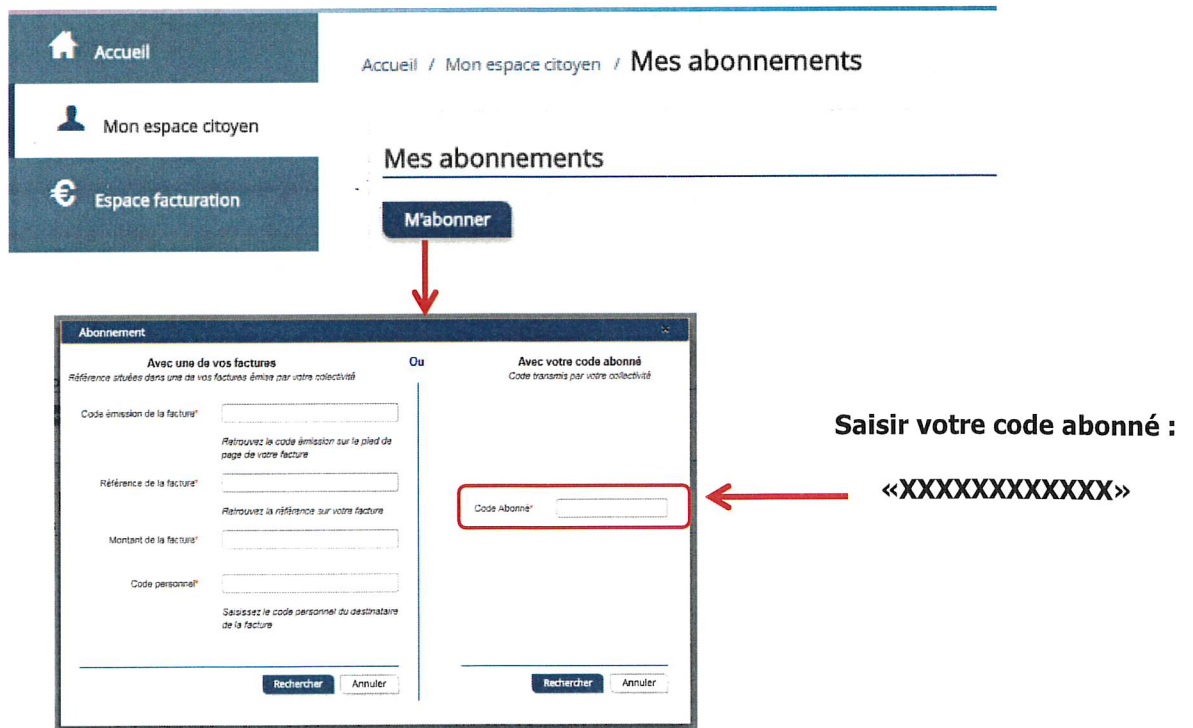 Accueil
Mon espace citoyen
Espace facturation
Accueil / Mon espace citoyen / Mes abonnements
Mes abonnements
M'abonner
Abonnement
Avec une de vos factures
Référence situées dans une de vos factures émise par votre colectivité
Code émission de la facture*
Retrouvez le code émission sur le pied de
page de votre facture
Référence de la facture*
Retrouvez la référence sur votre facture
Montant de la facture*
Code personnel*
Saisissez le code personnel du destinataire
de la facture
Rechercher Annuler
Ou
Avec votre code abonné
Code transmis par votre collectivité
Code Abonné*
Rechercher Annuler
Saisir votre code abonné :
«XXXXXXXXXXXX»